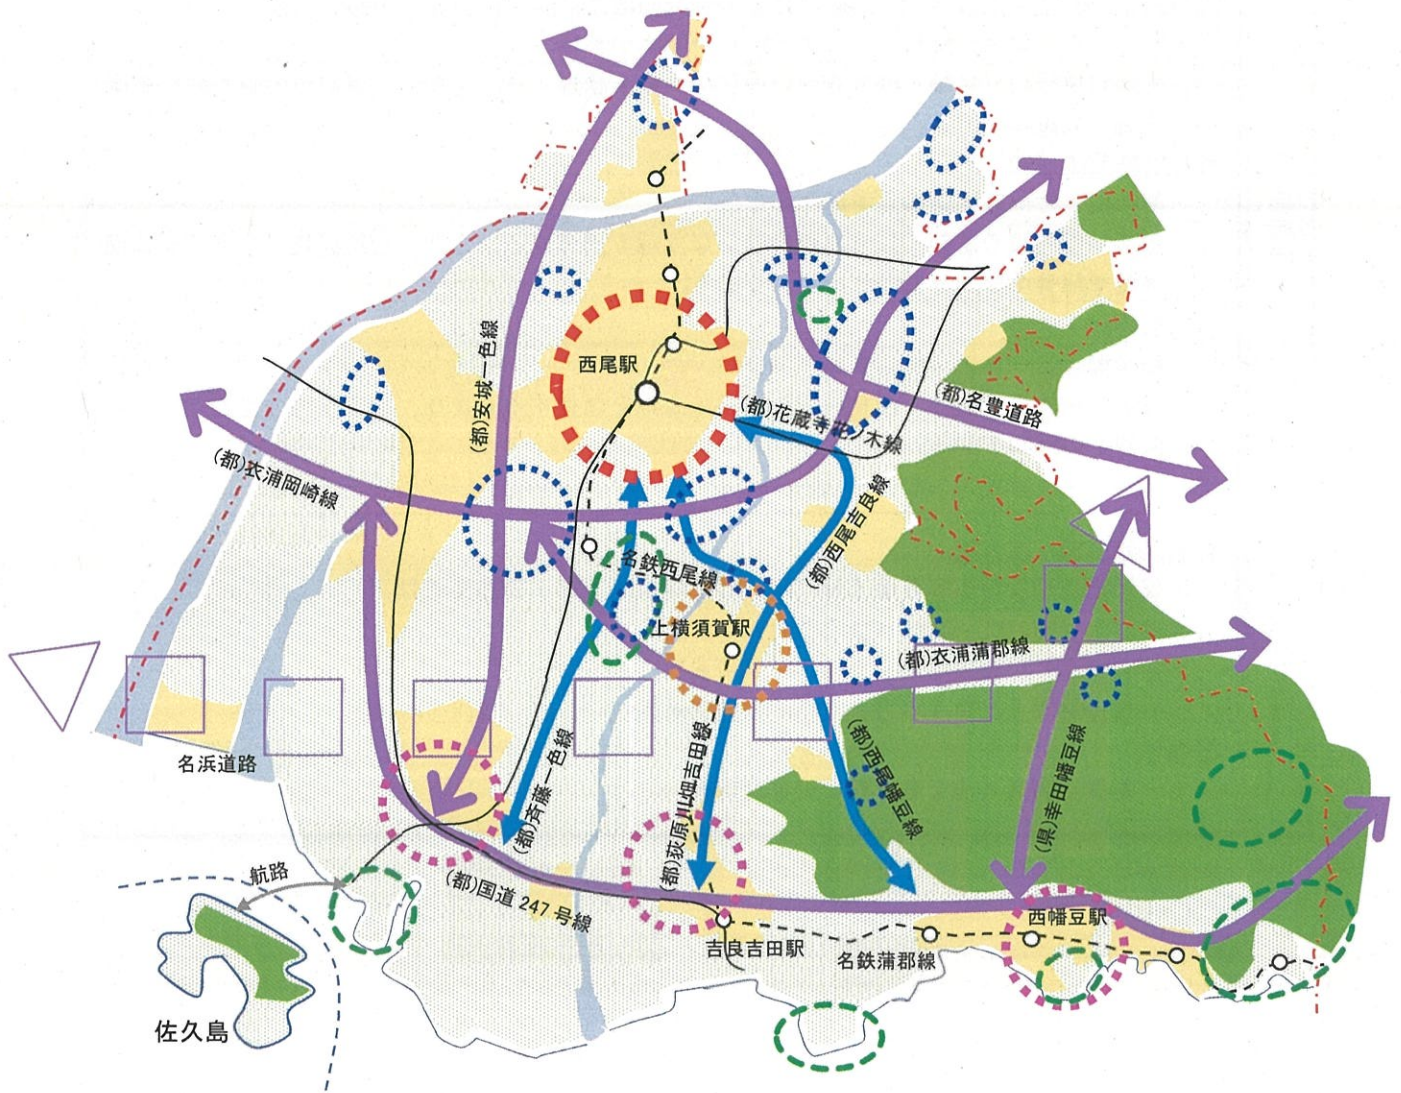 西尾駅
(都)安城一色線
(都)花蔵寺花ノ木線
(都)名豊道路
(都)衣浦岡崎線
(都)西尾吉良線
名鉄西尾線
上横須賀駅
(都)衣浦蒲郡線
名浜道路
(都)斉藤一色線
(都)荻原川畑吉田線
(都)西尾幡豆線
(県)幸田幡豆線
航路
(都)国道247号線
西幡豆駅
吉良吉田駅
名鉄蒲郡線
佐久島